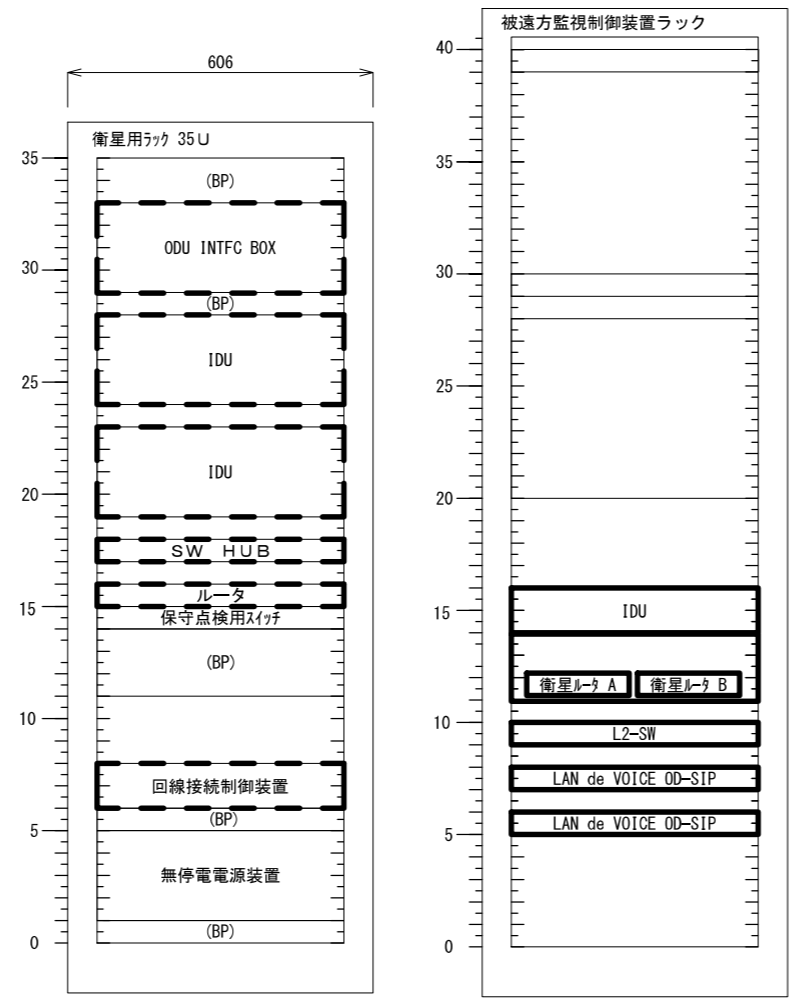 606
衛星用ラック 35U
35
(BP)
ODU INTFC BOX
30
(BP)
IDU
25
IDU
20
SW HUB
ルータ
15
保守点検用スイッチ
(BP)
10
回線接続制御装置
(BP)
5
無停電電源装置
(BP)
0
被遠方監視制御装置ラック
40
35
30
25
20
15
IDU
衛星ルータ A
衛星ルータ B
10
L2-SW
LAN de VOICE OD-SIP
LAN de VOICE OD-SIP
5
0